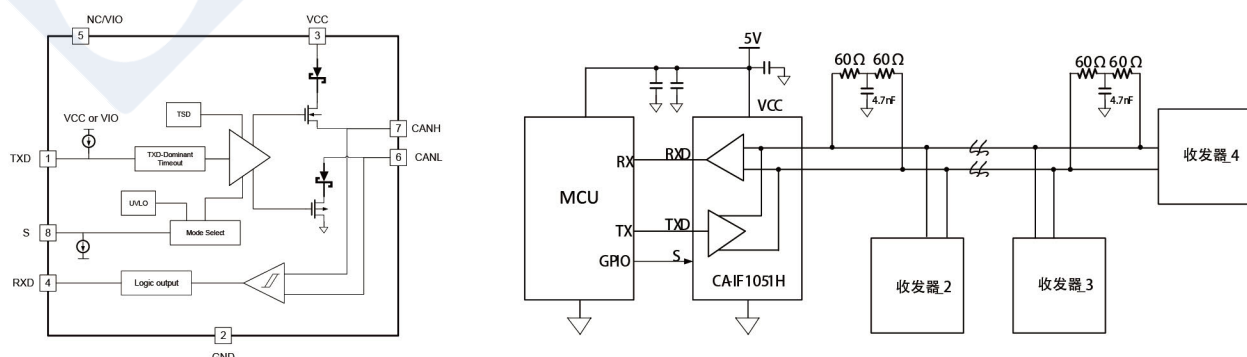 NC/VIO
5
VCC
3
VCC or VIO
TSD
TXD
1
TXD-Dominant
Timeout
7
CANH
6
CANL
UVLO
S
8
Mode Select
RXD
4
Logic output
2
GND
5V
VCC
MCU
RX
RXD
TX
TXD
GPIO
S
CA-IF1051H
60Ω 60Ω
4.7nF
60Ω 60Ω
4.7nF
收发器_4
收发器_2
收发器_3